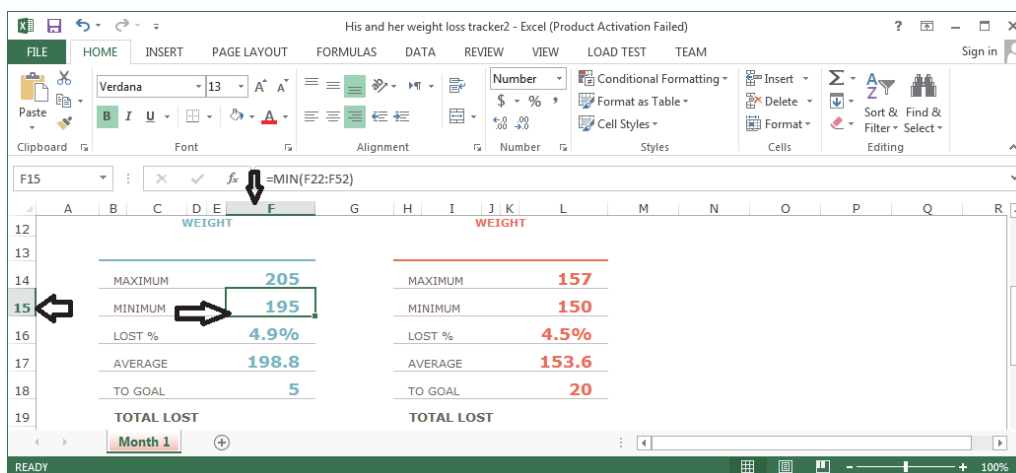 His and her weight loss tracker2 - Excel (Product Activation Failed)
FILE HOME INSERT PAGE LAYOUT FORMULAS DATA REVIEW VIEW LOAD TEST TEAM Sign in
Paste
Verdana 13
B I U A
Number
$ % ,
Conditional Formatting
Format as Table
Cell Styles
Insert
Delete
Format
Sort & Filter
Find & Select
Clipboard Font Alignment Number Styles Cells Editing
F15 fx =MIN(F22:F52)
A B C D E F G H I J K L M N O P Q R
12 WEIGHT WEIGHT
13
14 MAXIMUM 205 MAXIMUM 157
15 MINIMUM 195 MINIMUM 150
16 LOST % 4.9% LOST % 4.5%
17 AVERAGE 198.8 AVERAGE 153.6
18 TO GOAL 5 TO GOAL 20
19 TOTAL LOST TOTAL LOST
Month 1
READY 100%